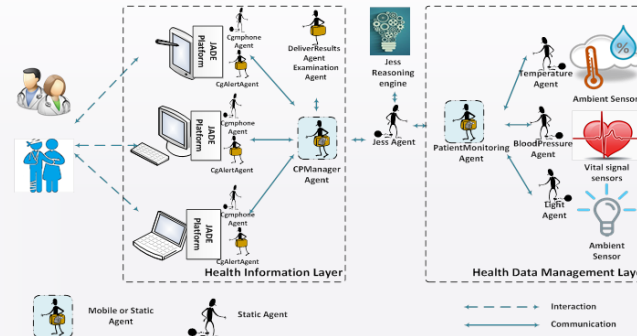 JADE
Platform
Cgmphone
Agent
CgAlertAgent
DeliverResults
Agent
Examination
Agent
JADE
Platform
Cgmphone
Agent
CgAlertAgent
CPManager
Agent
JADE
Platform
Cgmphone
Agent
CgAlertAgent
Health Information Layer
Jess
Reasoning
engine
Jess Agent
PatientMonitoring
Agent
Temperature
Agent
Ambient Sensor
BloodPressure
Agent
Vital signal
sensors
Light
Agent
Ambient
Sensor
Health Data Management Laye
Mobile or Static
Agent
Static Agent
Interaction
Communication
%